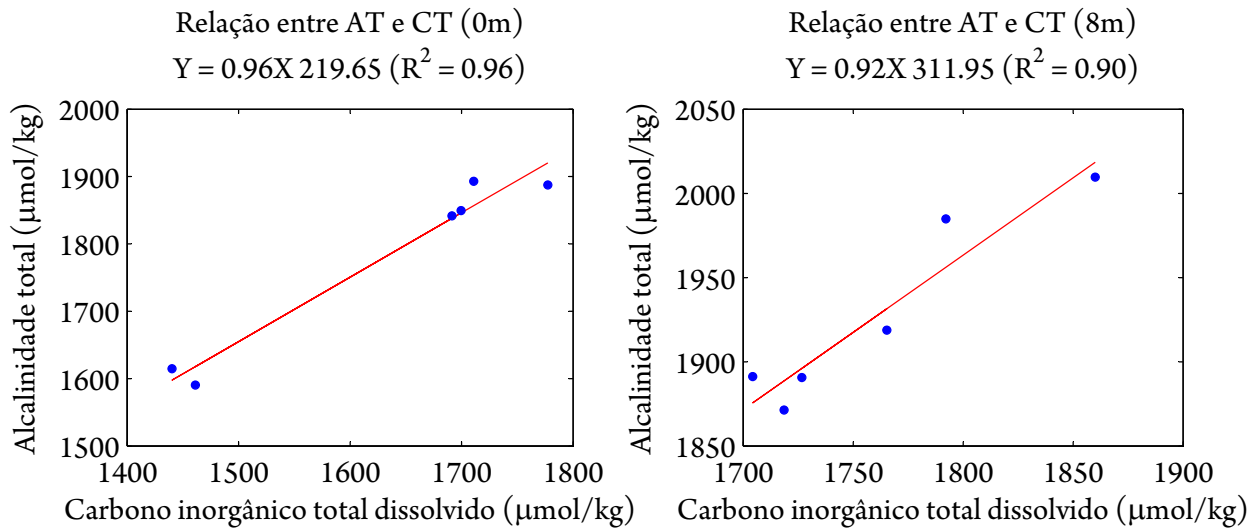 Relação entre AT e CT (0m)
Y = 0.96X 219.65 (R² = 0.96)
2000
1900
1800
1700
1600
1500
Alcalinidade total (µmol/kg)
1400
1500
1600
1700
1800
Carbono inorgânico total dissolvido (µmol/kg)
Relação entre AT e CT (8m)
Y = 0.92X 311.95 (R² = 0.90)
2050
2000
1950
1900
1850
Alcalinidade total (µmol/kg)
1700
1750
1800
1850
1900
Carbono inorgânico total dissolvido (µmol/kg)